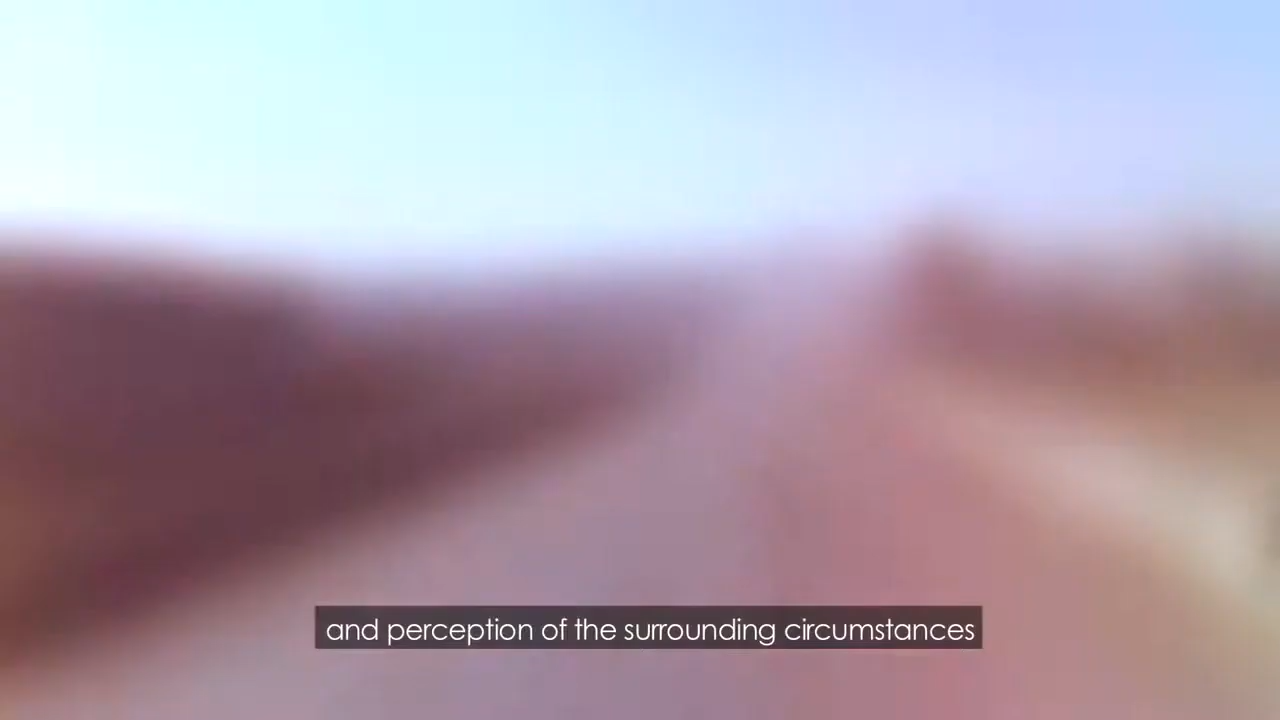 and perception of the surrounding circumstances